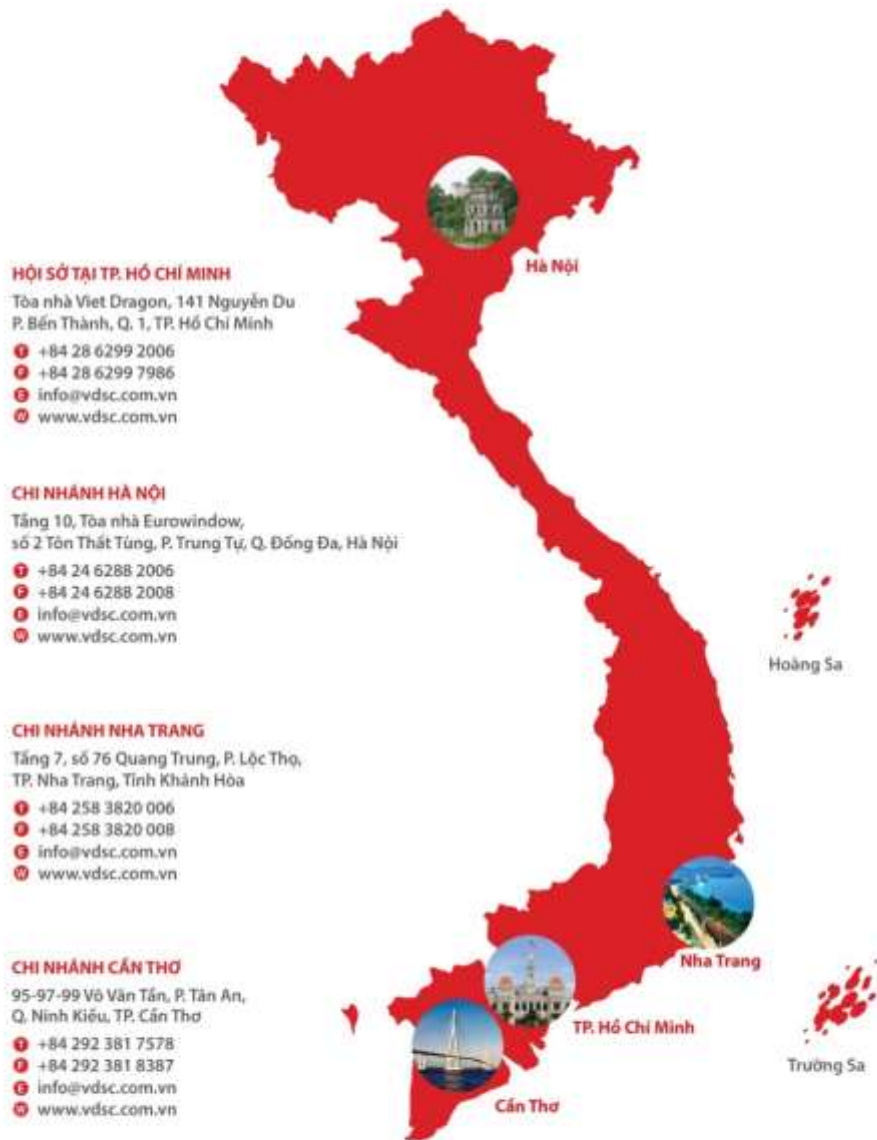 HỘI SỞ TẠI TP. HỒ CHÍ MINH
Tòa nhà Viet Dragon, 141 Nguyễn Du
P. Bến Thành, Q. 1, TP. Hồ Chí Minh
T +84 28 6299 2006
F +84 28 6299 7986
E info@vdsc.com.vn
W www.vdsc.com.vn
CHI NHÁNH HÀ NỘI
Tầng 10, Tòa nhà Eurowindow,
số 2 Tôn Thất Tùng, P. Trung Tự, Q. Đống Đa, Hà Nội
T +84 24 6288 2006
F +84 24 6288 2008
E info@vdsc.com.vn
W www.vdsc.com.vn
CHI NHÁNH NHA TRANG
Tầng 7, số 76 Quang Trung, P. Lộc Thọ,
TP. Nha Trang, Tỉnh Khánh Hòa
T +84 258 3820 006
F +84 258 3820 008
E info@vdsc.com.vn
W www.vdsc.com.vn
CHI NHÁNH CẦN THƠ
95-97-99 Võ Văn Tần, P. Tân An,
Q. Ninh Kiều, TP. Cần Thơ
T +84 292 381 7578
F +84 292 381 8387
E info@vdsc.com.vn
W www.vdsc.com.vn
Hà Nội
Hoàng Sa
Nha Trang
TP. Hồ Chí Minh
Trường Sa
Cần Thơ